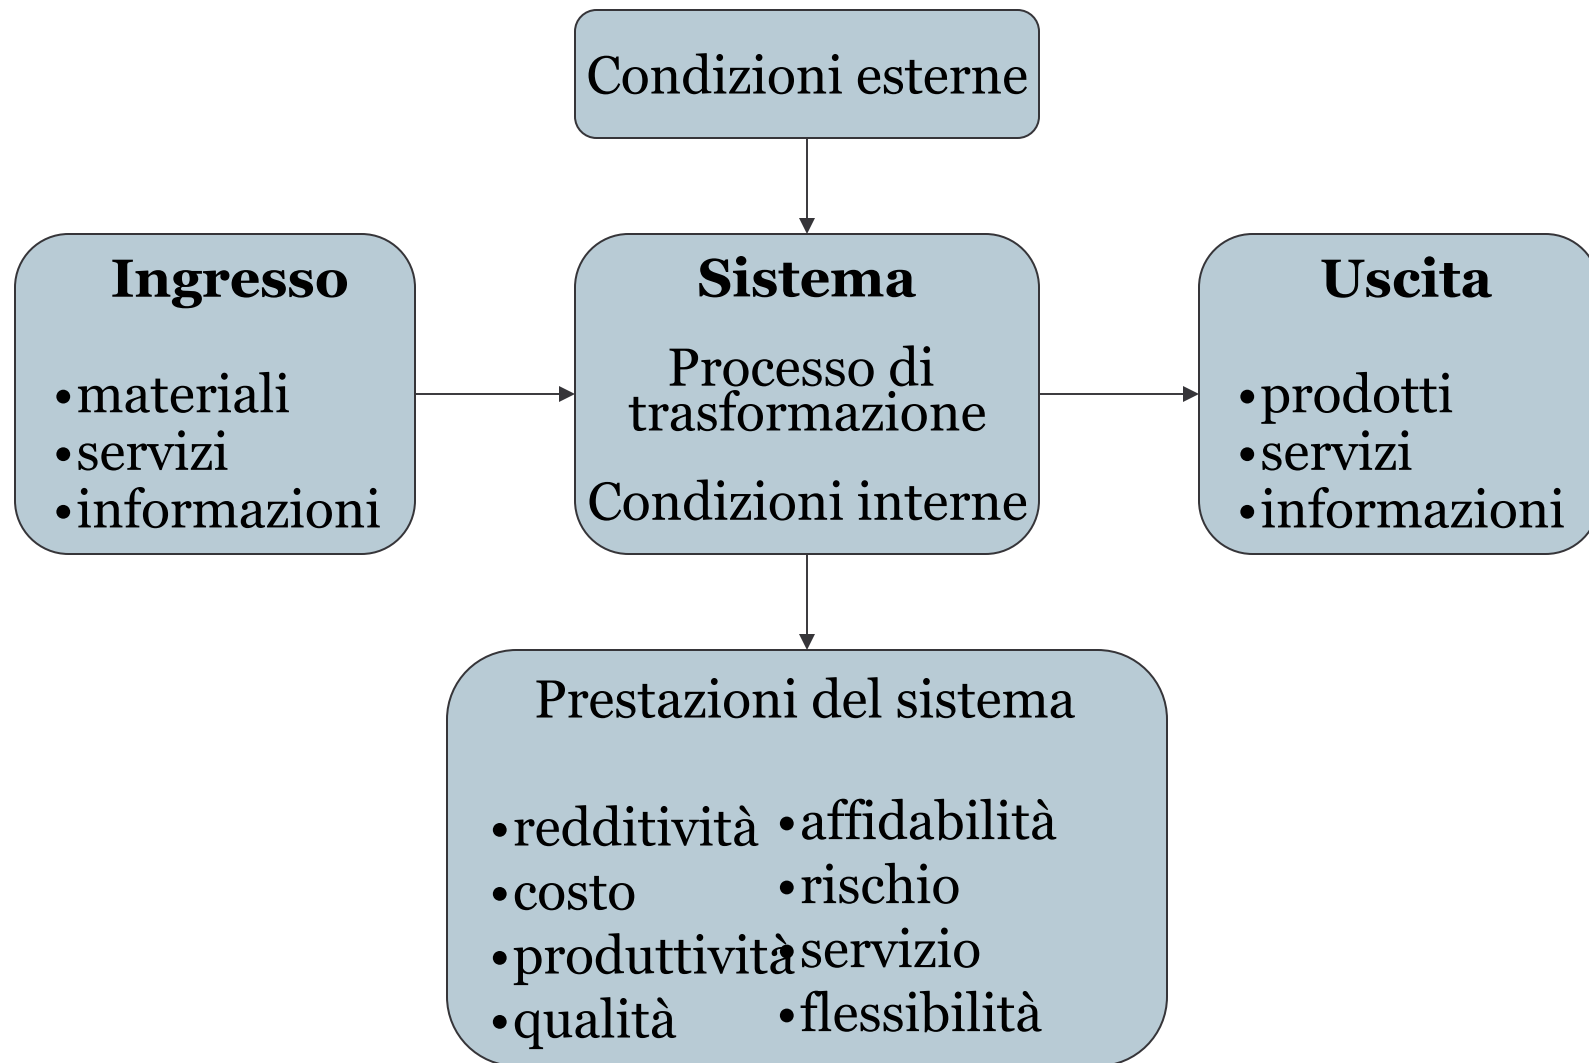 Condizioni esterne
Ingresso
•materiali
•servizi
•informazioni
Sistema
Processo di
trasformazione
Condizioni interne
Uscita
•prodotti
•servizi
•informazioni
Prestazioni del sistema
•redditività
•costo
•produttività
•qualità
•affidabilità
•rischio
•servizio
•flessibilità